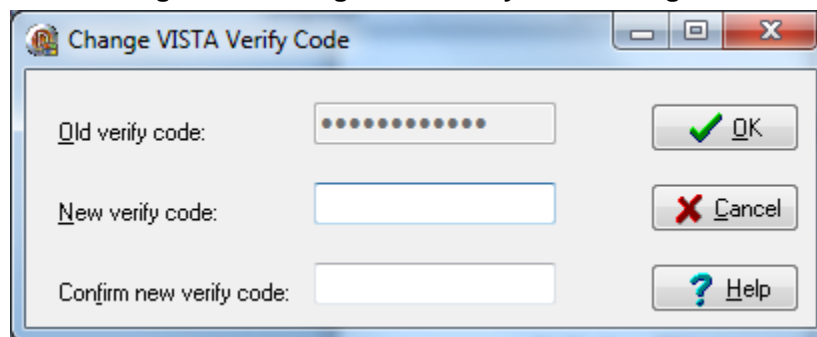 Change VISTA Verify Code
Old verify code: ●●●●●●●●●●●● OK
New verify code: Cancel
Confirm new verify code: Help